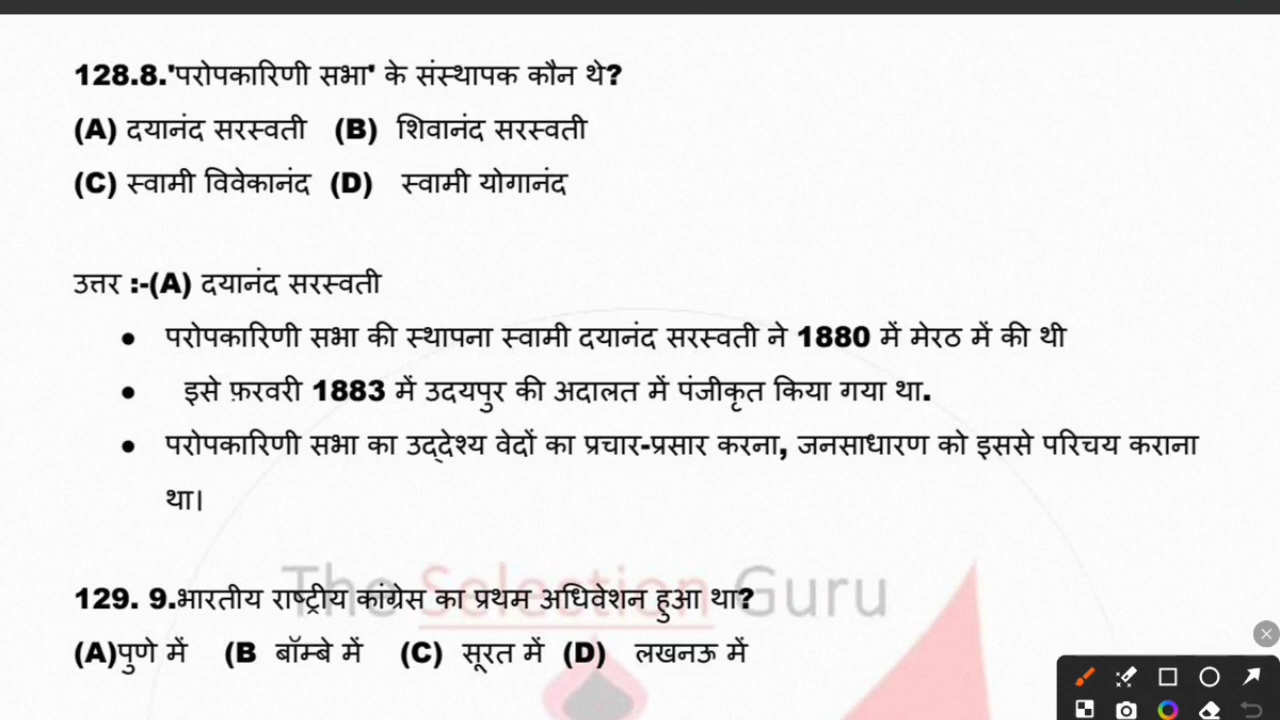 128.8.'परोपकारिणी सभा' के संस्थापक कौन थे?
(A) दयानंद सरस्वती (B) शिवानंद सरस्वती
(C) स्वामी विवेकानंद (D) स्वामी योगानंद
उत्तर :-(A) दयानंद सरस्वती
● परोपकारिणी सभा की स्थापना स्वामी दयानंद सरस्वती ने 1880 में मेरठ में की थी
● इसे फ़रवरी 1883 में उदयपुर की अदालत में पंजीकृत किया गया था.
● परोपकारिणी सभा का उद्देश्य वेदों का प्रचार-प्रसार करना, जनसाधारण को इससे परिचय कराना
था।
The Selection Guru
129. 9.भारतीय राष्ट्रीय कांग्रेस का प्रथम अधिवेशन हुआ था?
(A)पुणे में (B बॉम्बे में (C) सूरत में (D) लखनऊ में